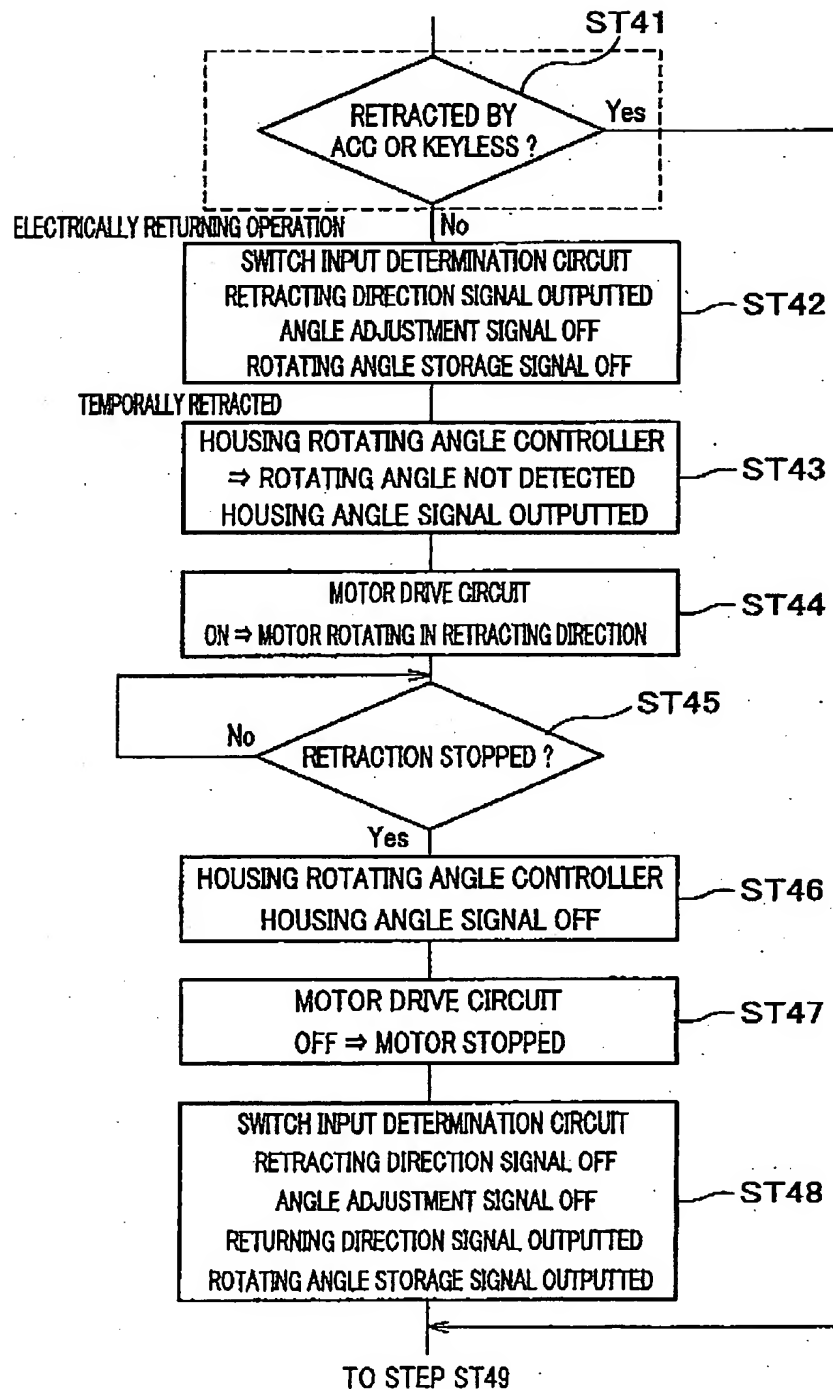 ST41
RETRACTED BY
ACC OR KEYLESS ?
Yes
ELECTRICALLY RETURNING OPERATION
No
SWITCH INPUT DETERMINATION CIRCUIT
RETRACTING DIRECTION SIGNAL OUTPUTTED
ANGLE ADJUSTMENT SIGNAL OFF
ROTATING ANGLE STORAGE SIGNAL OFF
ST42
TEMPORALLY RETRACTED
HOUSING ROTATING ANGLE CONTROLLER
⇒ ROTATING ANGLE NOT DETECTED
HOUSING ANGLE SIGNAL OUTPUTTED
ST43
MOTOR DRIVE CIRCUIT
ON ⇒ MOTOR ROTATING IN RETRACTING DIRECTION
ST44
ST45
No
RETRACTION STOPPED ?
Yes
HOUSING ROTATING ANGLE CONTROLLER
HOUSING ANGLE SIGNAL OFF
ST46
MOTOR DRIVE CIRCUIT
OFF ⇒ MOTOR STOPPED
ST47
SWITCH INPUT DETERMINATION CIRCUIT
RETRACTING DIRECTION SIGNAL OFF
ANGLE ADJUSTMENT SIGNAL OFF
RETURNING DIRECTION SIGNAL OUTPUTTED
ROTATING ANGLE STORAGE SIGNAL OUTPUTTED
ST48
TO STEP ST49